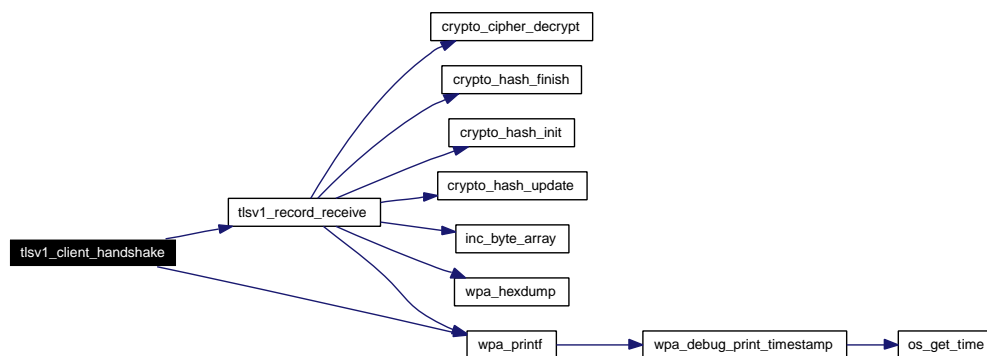 crypto_cipher_decrypt
crypto_hash_finish
crypto_hash_init
crypto_hash_update
tlsv1_record_receive
inc_byte_array
tlsv1_client_handshake
wpa_hexdump
wpa_printf
wpa_debug_print_timestamp
os_get_time